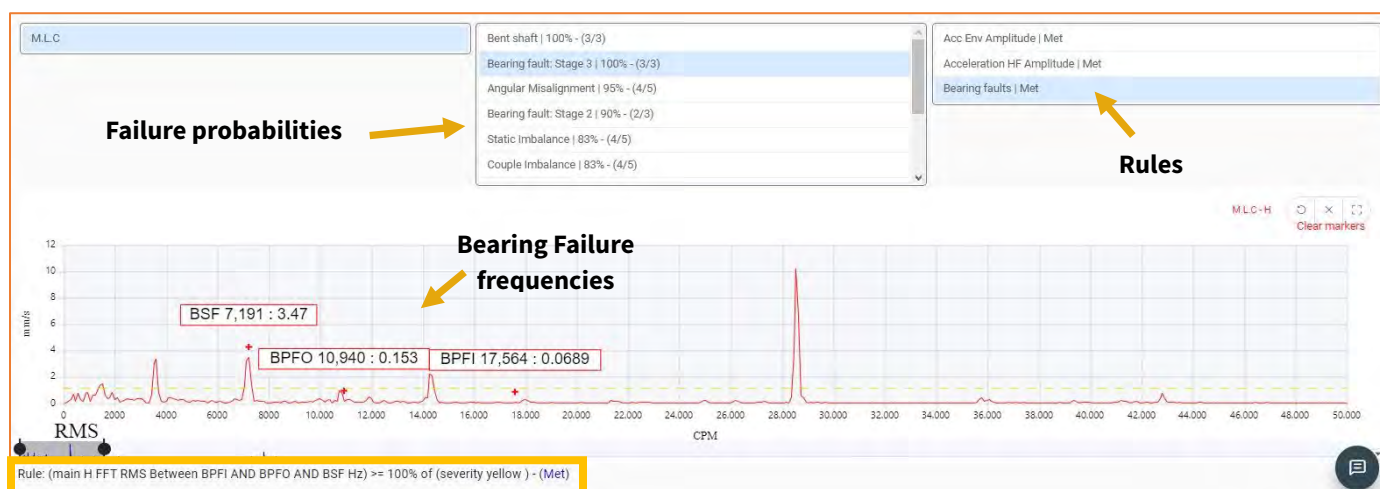 M.L.C
Bent shaft | 100% - (3/3)
Bearing fault: Stage 3 | 100% - (3/3)
Angular Misalignment | 95% - (4/5)
Bearing fault: Stage 2 | 90% - (2/3)
Static Imbalance | 83% - (4/5)
Couple Imbalance | 83% - (4/5)
Acc Env Amplitude | Met
Acceleration HF Amplitude | Met
Bearing faults | Met
Failure probabilities
Rules
M.L.C-H
Clear markers
Bearing Failure
frequencies
12
10
8
6
4
2
0
mm/s
BSF 7,191 : 3.47
BPFO 10,940 : 0.153
BPFI 17,564 : 0.0689
0 2000 4000 6000 8000 10.000 12.000 14.000 16.000 18.000 20.000 22.000 24.000 26.000 28.000 30.000 32.000 34.000 36.000 38.000 40.000 42.000 44.000 46.000 48.000 50.000
CPM
RMS
Rule: (main H FFT RMS Between BPFI AND BPFO AND BSF Hz) >= 100% of (severity yellow ) - (Met)